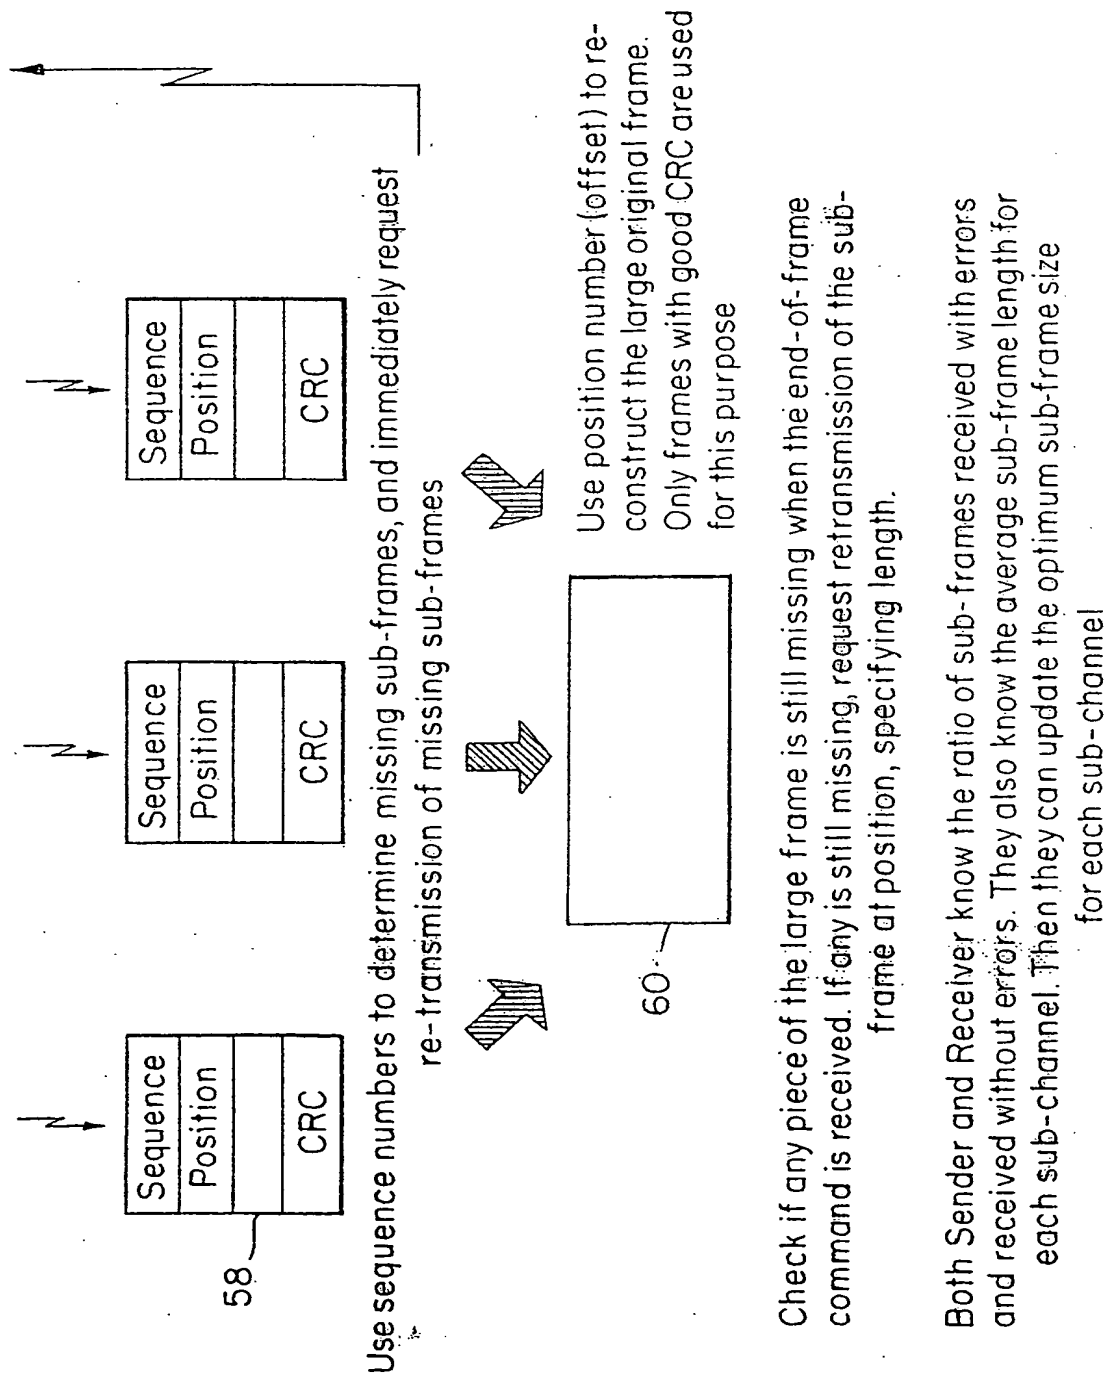 Sequence
Position
CRC
58
Sequence
Position
CRC
Sequence
Position
CRC
Use sequence numbers to determine missing sub-frames, and immediately request
re-transmission of missing sub-frames
60
Use position number (offset) to re-
construct the large original frame.
Only frames with good CRC are used
for this purpose
Check if any piece of the large frame is still missing when the end-of-frame
command is received. If any is still missing, request retransmission of the sub-
frame at position, specifying length.
Both Sender and Receiver know the ratio of sub-frames received with errors
and received without errors. They also know the average sub-frame length for
each sub-channel. Then they can update the optimum sub-frame size
for each sub-channel